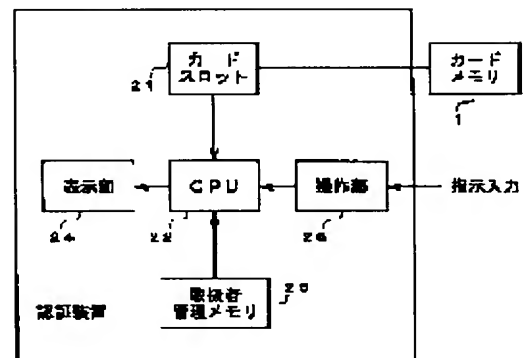 カード
スロット
21
カード
メモリ
1
表示部
24
CPU
22
操作部
26
指示入力
取扱者
管理メモリ
認証装置